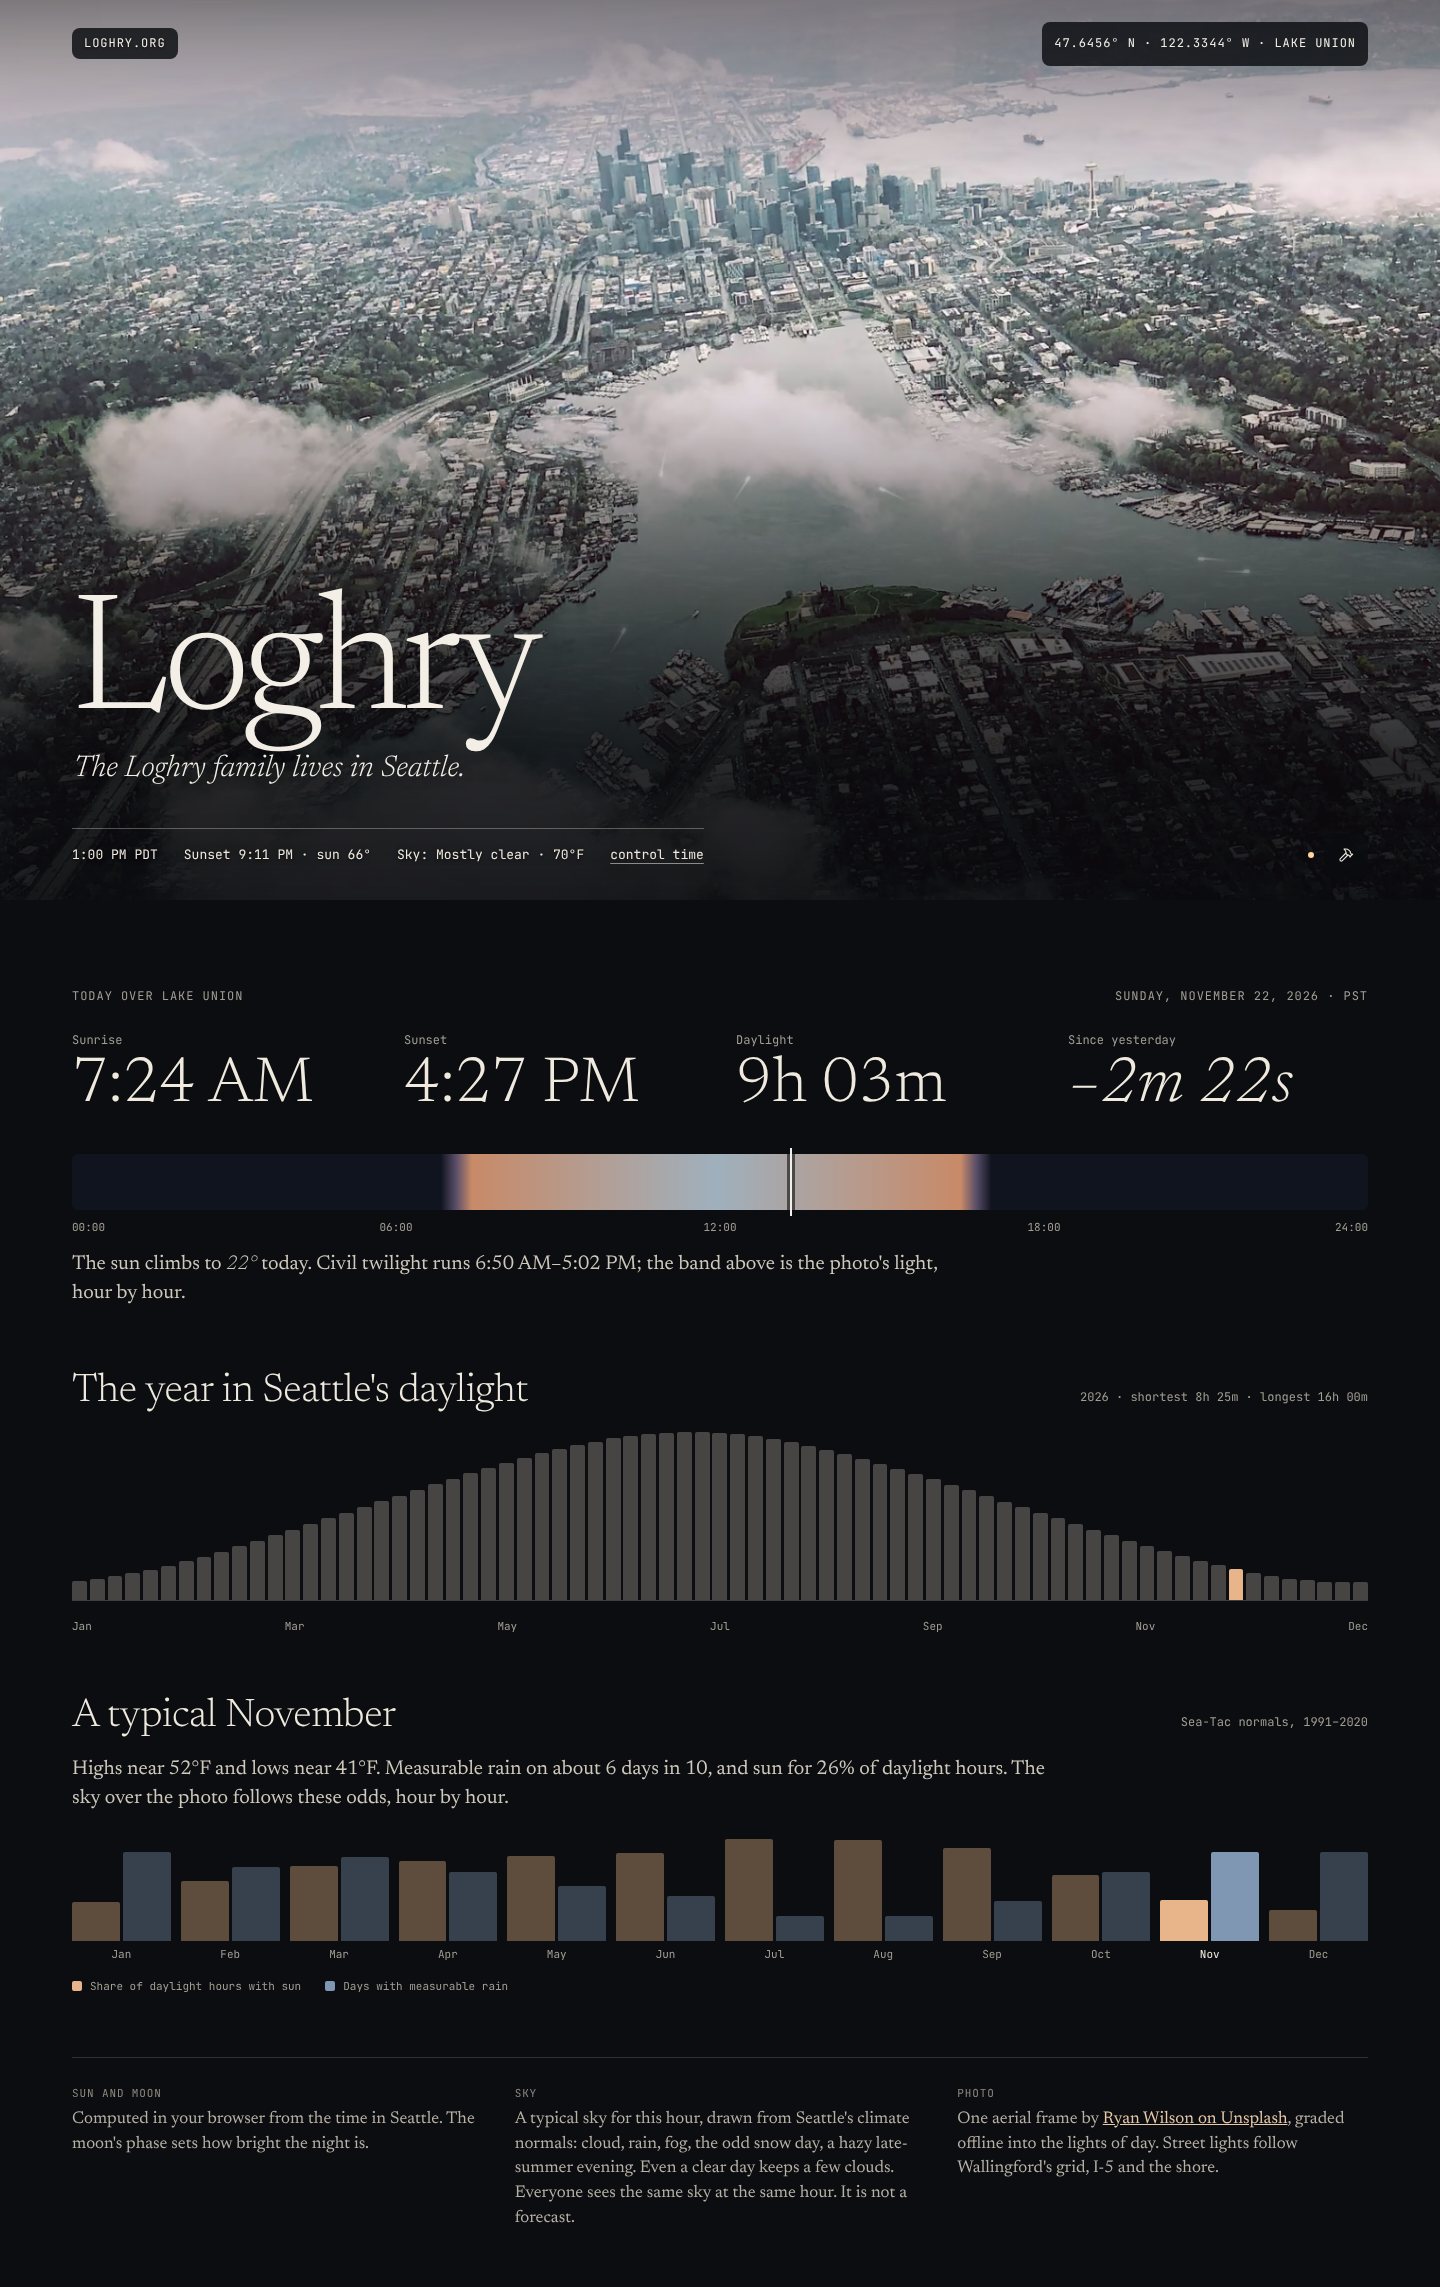 LOGHRY.ORG
47.6456° N · 122.3344° W · LAKE UNION
Loghry
The Loghry family lives in Seattle.
1:00 PM PDT Sunset 9:11 PM · sun 66° Sky: Mostly clear · 70°F control time
TODAY OVER LAKE UNION
SUNDAY, NOVEMBER 22, 2026 · PST
Sunrise
7:24 AM
Sunset
4:27 PM
Daylight
9h 03m
Since yesterday
−2m 22s
00:00 06:00 12:00 18:00 24:00
The sun climbs to 22° today. Civil twilight runs 6:50 AM–5:02 PM; the band above is the photo's light,
hour by hour.
The year in Seattle's daylight
2026 · shortest 8h 25m · longest 16h 00m
Jan Mar May Jul Sep Nov Dec
A typical November
Sea-Tac normals, 1991–2020
Highs near 52°F and lows near 41°F. Measurable rain on about 6 days in 10, and sun for 26% of daylight hours. The
sky over the photo follows these odds, hour by hour.
Jan Feb Mar Apr May Jun Jul Aug Sep Oct Nov Dec
Share of daylight hours with sun Days with measurable rain
SUN AND MOON
Computed in your browser from the time in Seattle. The
moon's phase sets how bright the night is.
SKY
A typical sky for this hour, drawn from Seattle's climate
normals: cloud, rain, fog, the odd snow day, a hazy late-
summer evening. Even a clear day keeps a few clouds.
Everyone sees the same sky at the same hour. It is not a
forecast.
PHOTO
One aerial frame by Ryan Wilson on Unsplash, graded
offline into the lights of day. Street lights follow
Wallingford's grid, I-5 and the shore.